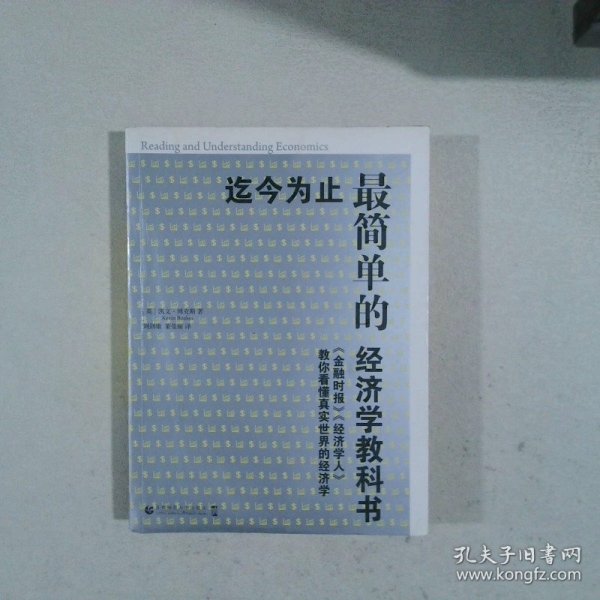 Reading and Understanding Economics
迄今为止
最简单的
经济学教科书
《金融时报》《经济学人》
教你看懂真实世界的经济学
孔夫子旧书网
www.kongfz.com